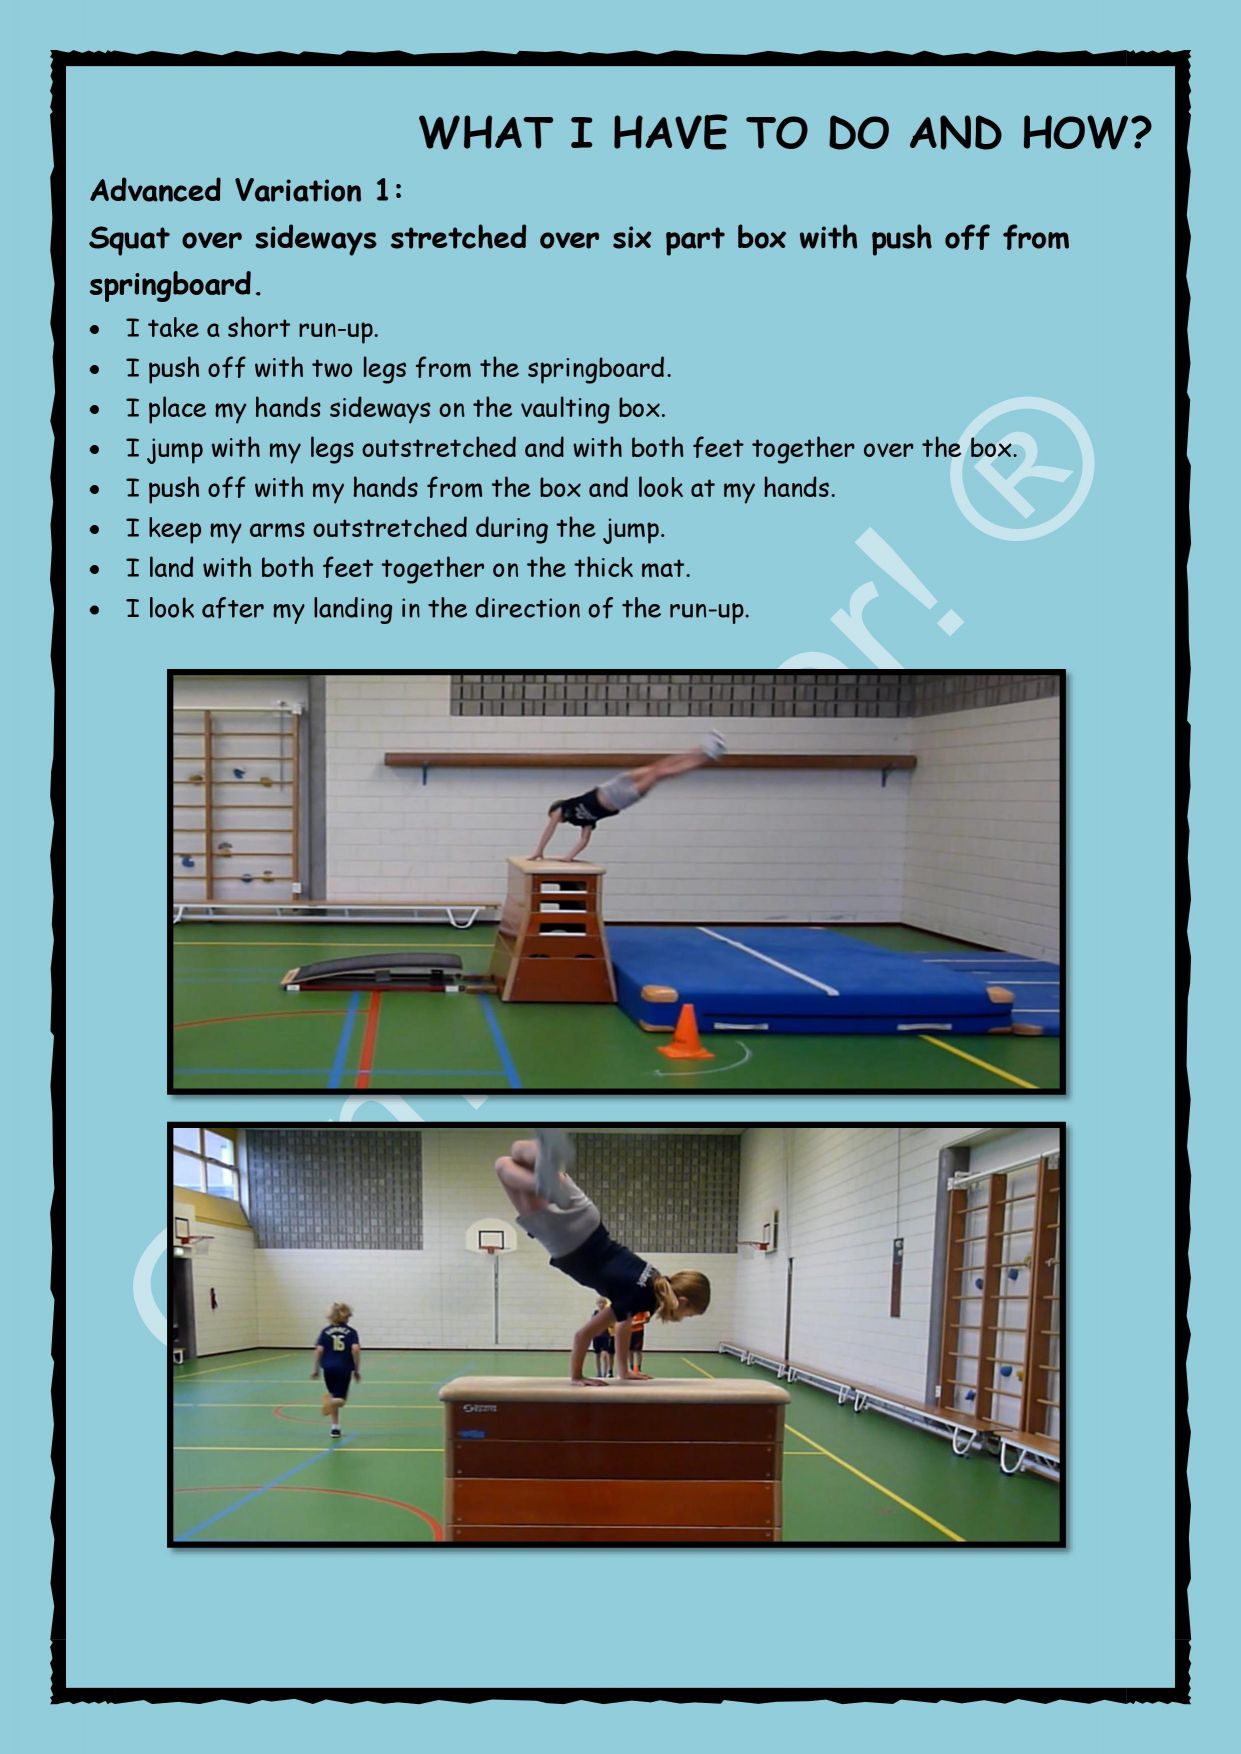 WHAT I HAVE TO DO AND HOW?
Advanced Variation 1:
Squat over sideways stretched over six part box with push off from
springboard.
• I take a short run-up.
• I push off with two legs from the springboard.
• I place my hands sideways on the vaulting box.
• I jump with my legs outstretched and with both feet together over the box.
• I push off with my hands from the box and look at my hands.
• I keep my arms outstretched during the jump.
• I land with both feet together on the thick mat.
• I look after my landing in the direction of the run-up.
r! ®
15